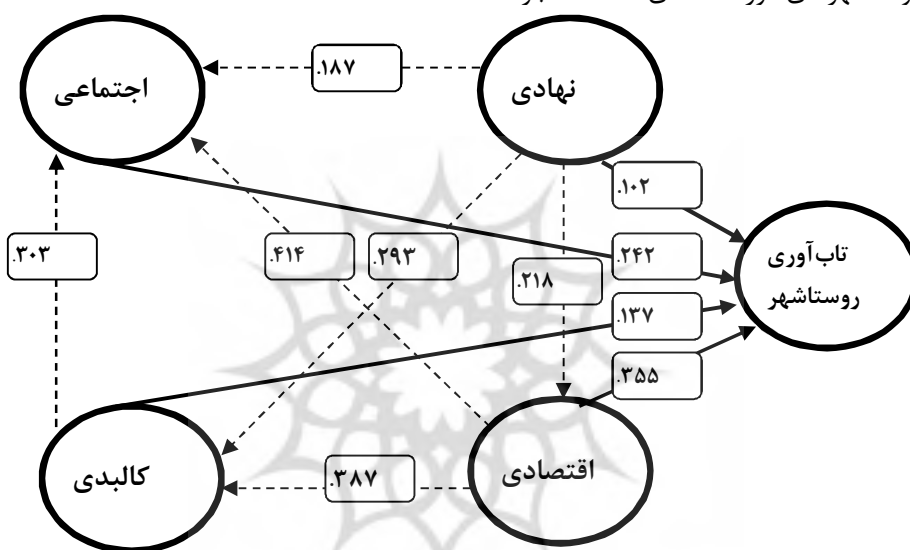 .۱۸۷
اجتماعی
نهادی
.۱۰۲
.۳۰۳
.۴۱۴
.۲۹۳
.۲۴۲
تاب‌آوری
روستاشهر
.۲۱۸
.۱۳۷
.۳۵۵
کالبدی
.۳۸۷
اقتصادی